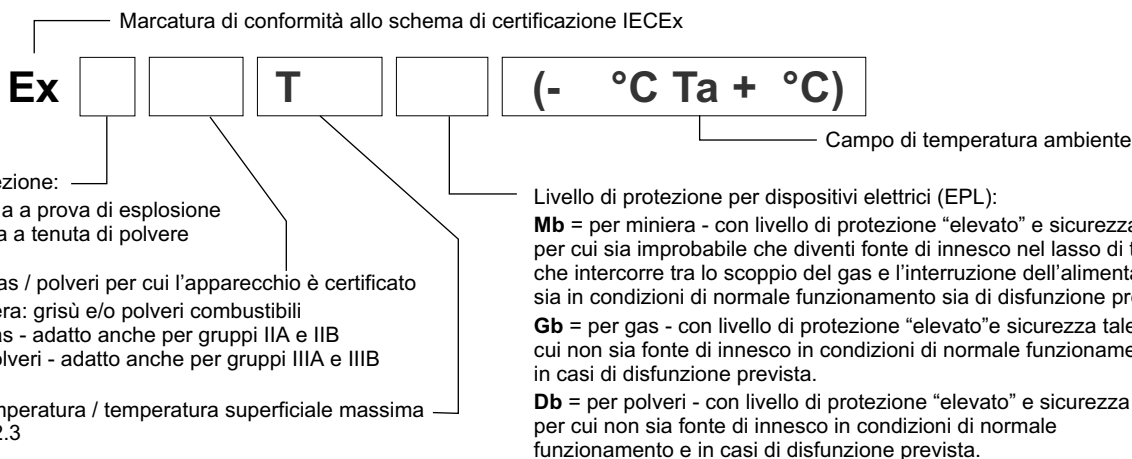 Marcatura di conformità allo schema di certificazione IECEx
Ex T (- °C Ta + °C)
Campo di temperatura ambiente
ezione:
a a prova di esplosione
a a tenuta di polvere
as / polveri per cui l'apparecchio è certificato
era: grisù e/o polveri combustibili
as - adatto anche per gruppi IIA e IIB
olveri - adatto anche per gruppi IIIA e IIIB
mperatura / temperatura superficiale massima
2.3
Livello di protezione per dispositivi elettrici (EPL):
Mb = per miniera - con livello di protezione “elevato” e sicurezza
per cui sia improbabile che diventi fonte di innesco nel lasso di t
che intercorre tra lo scoppio del gas e l'interruzione dell'alimenta
sia in condizioni di normale funzionamento sia di disfunzione pr
Gb = per gas - con livello di protezione “elevato”e sicurezza tale
cui non sia fonte di innesco in condizioni di normale funzioname
in casi di disfunzione prevista.
Db = per polveri - con livello di protezione “elevato” e sicurezza
per cui non sia fonte di innesco in condizioni di normale
funzionamento e in casi di disfunzione prevista.